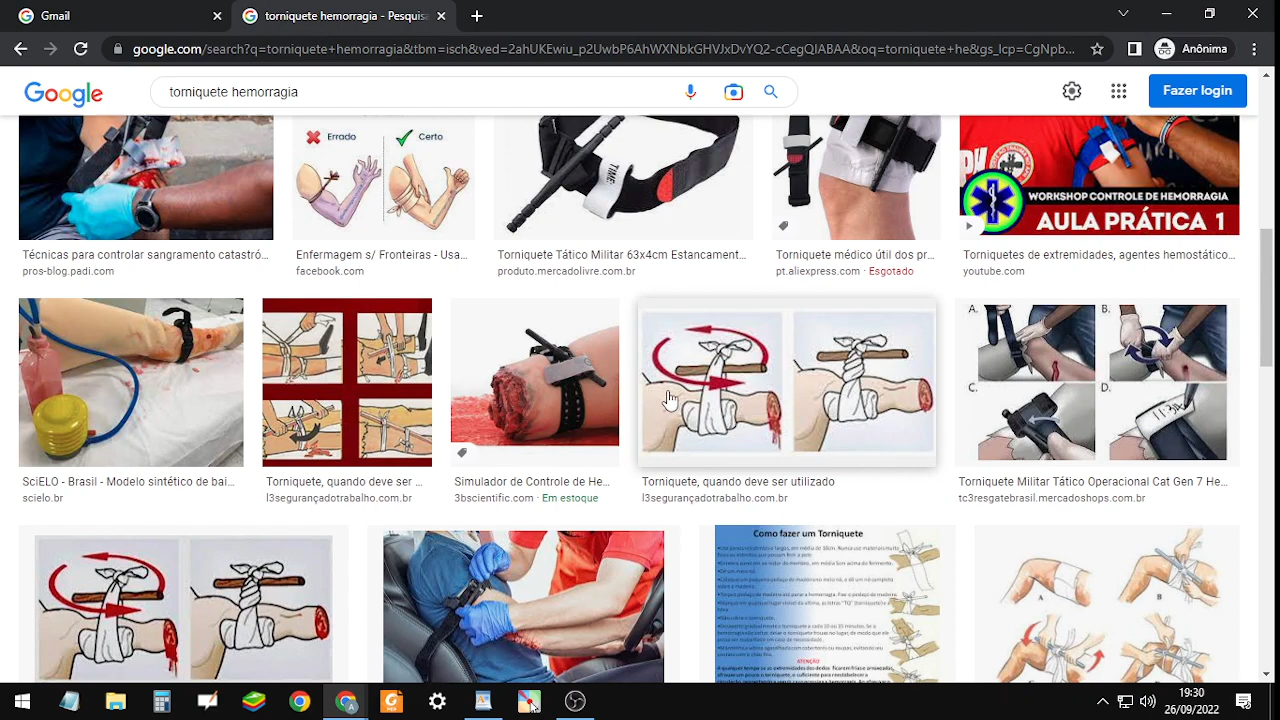 Gmail
torniquete hemorragia - Pesquis
google.com/search?q=torniquete+hemorragia&tbm=isch&ved=2ahUKEwiu_p2UwbP6AhWXNbkGHVJxDvYQ2-cCegQIABAA&oq=torniquete+he&gs_lcp=CgNpb...
Anônima
Google
torniquete hemorragia
Fazer login
Errado
Certo
TIME
WORKSHOP CONTROLE DE HEMORRAGIA
AULA PRÁTICA 1
Técnicas para controlar sangramento catastró...
pros-blog.padi.com
Enfermagem s/ Fronteiras - Usa...
facebook.com
Torniquete Tático Militar 63x4cm Estancament...
produto.mercadolivre.com.br
Torniquete médico útil dos pr...
pt.aliexpress.com · Esgotado
Torniquetes de extremidades, agentes hemostático...
youtube.com
A.
B.
C.
D.
SciELO - Brasil - Modelo sintético de bai...
scielo.br
Torniquete, quando deve ser ...
l3segurançadotrabalho.com.br
Simulador de Controle de He...
3bscientific.com · Em estoque
Torniquete, quando deve ser utilizado
l3segurançadotrabalho.com.br
Torniquete Militar Tático Operacional Cat Gen 7 He...
tc3resgatebrasil.mercadoshops.com.br
Como fazer um Torniquete
ATENÇÃO
A
B
19:30
26/09/2022